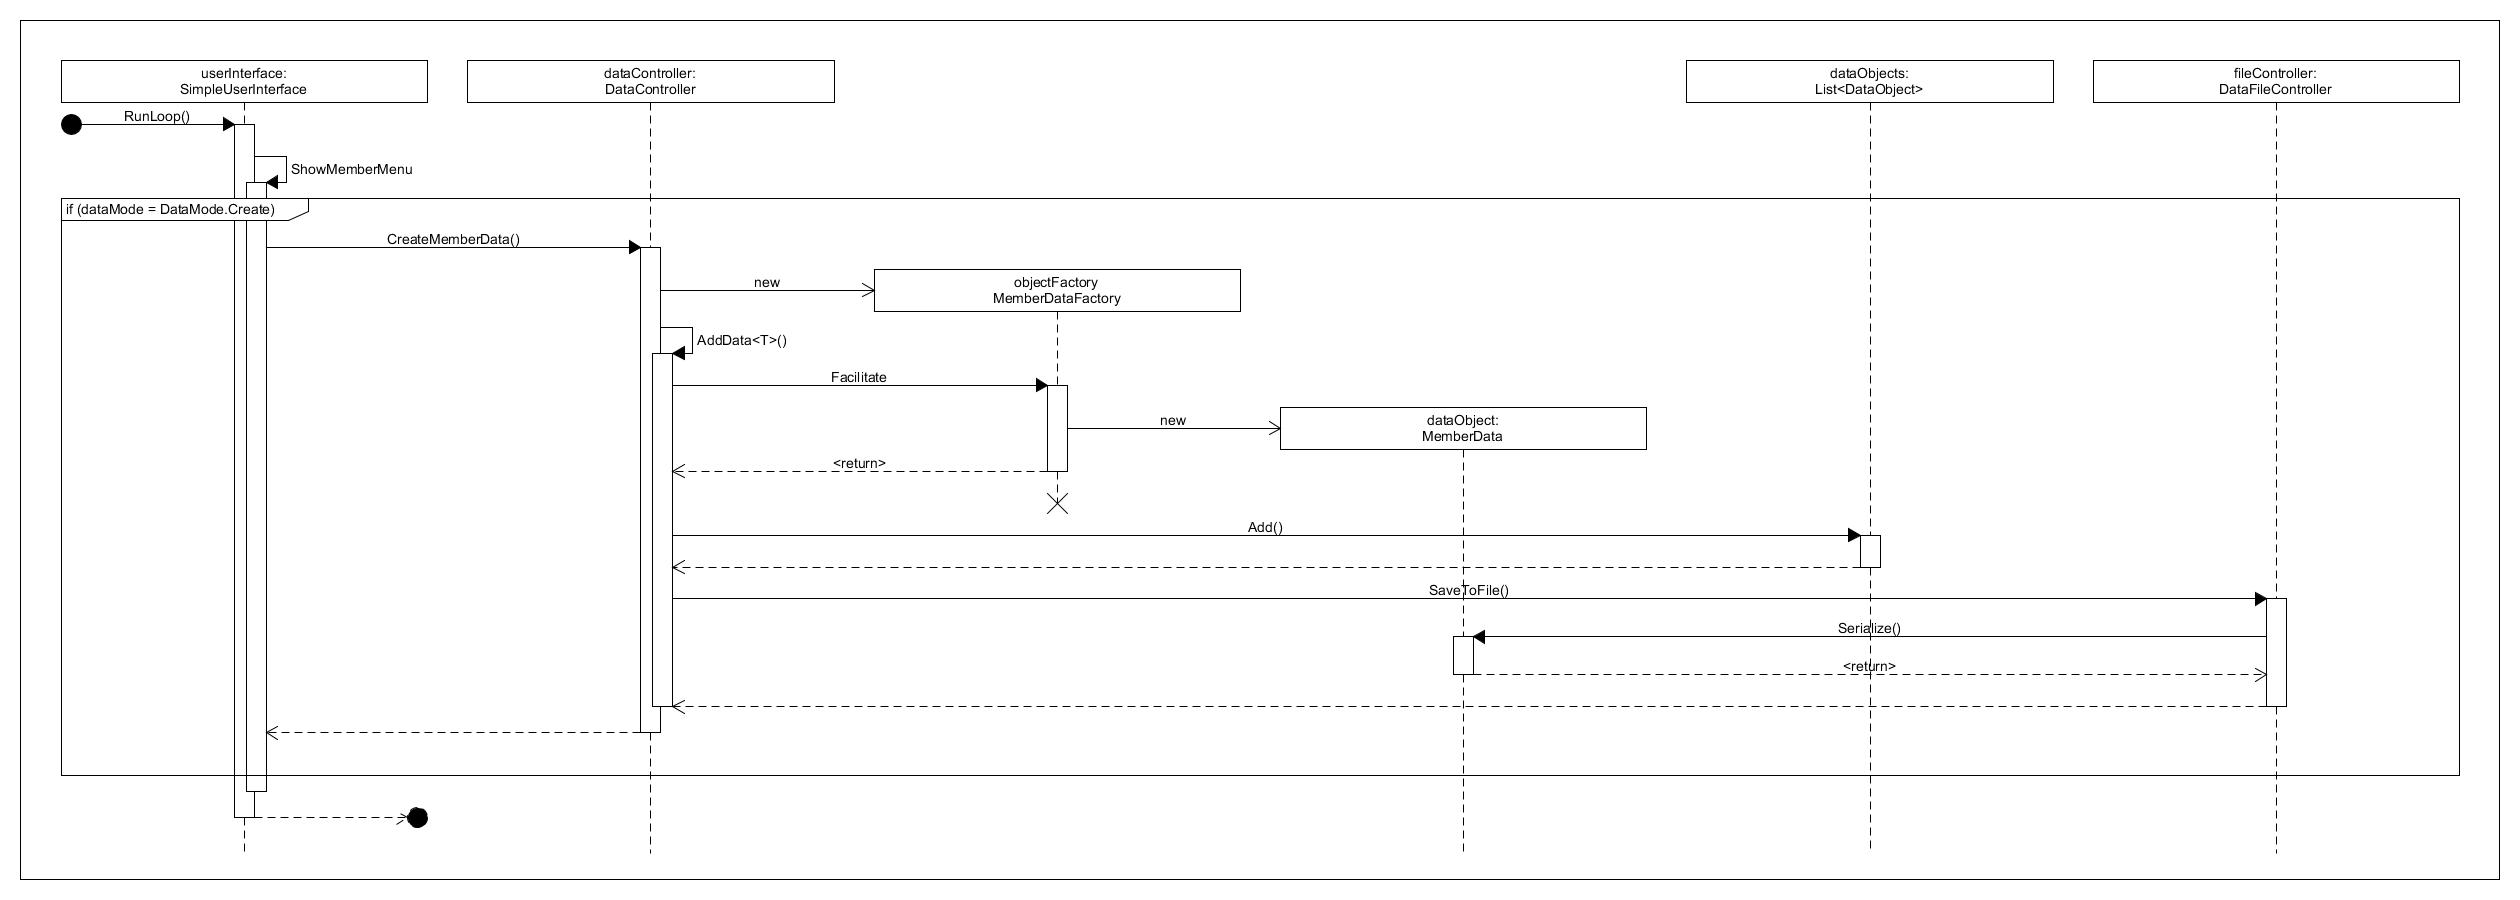 userInterface:
SimpleUserInterface
dataController:
DataController
dataObjects:
List<DataObject>
fileController:
DataFileController
RunLoop()
ShowMemberMenu
if (dataMode = DataMode.Create)
CreateMemberData()
new
objectFactory
MemberDataFactory
AddData<T>()
Facilitate
new
dataObject:
MemberData
<return>
Add()
SaveToFile()
Serialize()
<return>